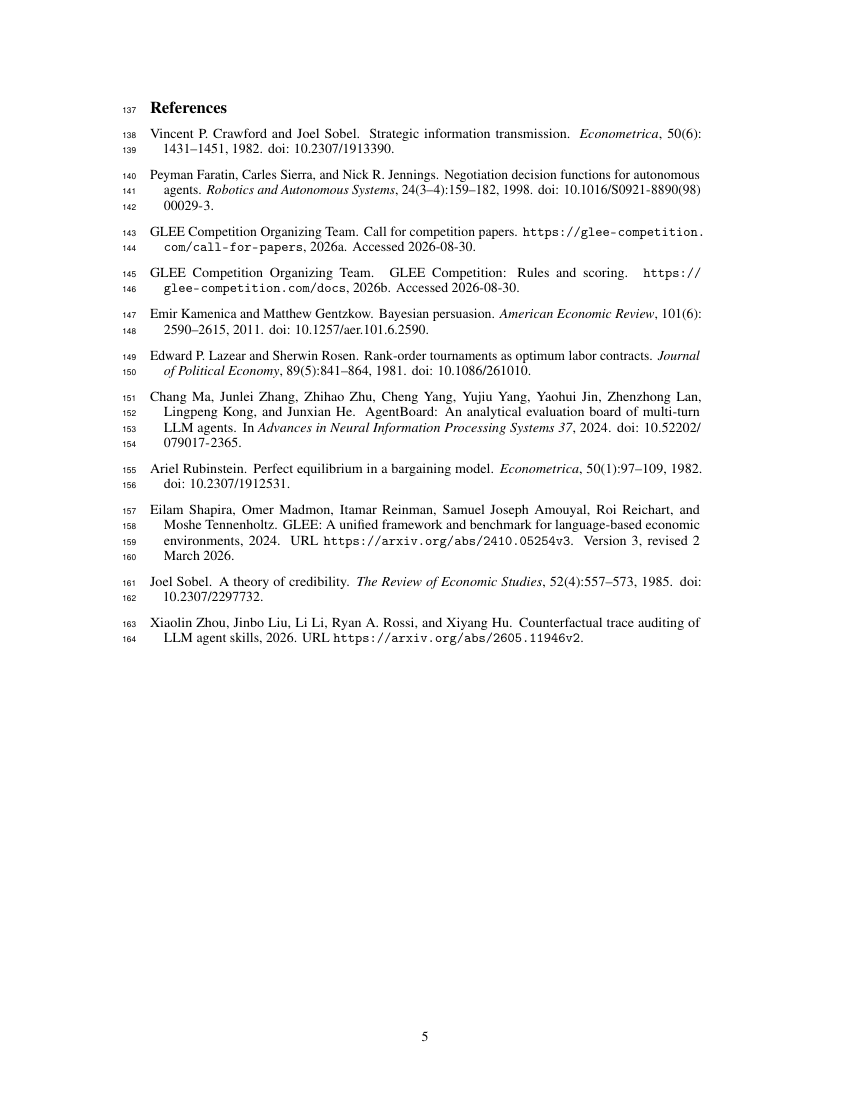 137 References
138 Vincent P. Crawford and Joel Sobel. Strategic information transmission. Econometrica, 50(6):
139 1431–1451, 1982. doi: 10.2307/1913390.
140 Peyman Faratin, Carles Sierra, and Nick R. Jennings. Negotiation decision functions for autonomous
141 agents. Robotics and Autonomous Systems, 24(3–4):159–182, 1998. doi: 10.1016/S0921-8890(98)
142 00029-3.
143 GLEE Competition Organizing Team. Call for competition papers. https://glee-competition.
144 com/call-for-papers, 2026a. Accessed 2026-08-30.
145 GLEE Competition Organizing Team. GLEE Competition: Rules and scoring. https://
146 glee-competition.com/docs, 2026b. Accessed 2026-08-30.
147 Emir Kamenica and Matthew Gentzkow. Bayesian persuasion. American Economic Review, 101(6):
148 2590–2615, 2011. doi: 10.1257/aer.101.6.2590.
149 Edward P. Lazear and Sherwin Rosen. Rank-order tournaments as optimum labor contracts. Journal
150 of Political Economy, 89(5):841–864, 1981. doi: 10.1086/261010.
151 Chang Ma, Junlei Zhang, Zhihao Zhu, Cheng Yang, Yujiu Yang, Yaohui Jin, Zhenzhong Lan,
152 Lingpeng Kong, and Junxian He. AgentBoard: An analytical evaluation board of multi-turn
153 LLM agents. In Advances in Neural Information Processing Systems 37, 2024. doi: 10.52202/
154 079017-2365.
155 Ariel Rubinstein. Perfect equilibrium in a bargaining model. Econometrica, 50(1):97–109, 1982.
156 doi: 10.2307/1912531.
157 Eilam Shapira, Omer Madmon, Itamar Reinman, Samuel Joseph Amouyal, Roi Reichart, and
158 Moshe Tennenholtz. GLEE: A unified framework and benchmark for language-based economic
159 environments, 2024. URL https://arxiv.org/abs/2410.05254v3. Version 3, revised 2
160 March 2026.
161 Joel Sobel. A theory of credibility. The Review of Economic Studies, 52(4):557–573, 1985. doi:
162 10.2307/2297732.
163 Xiaolin Zhou, Jinbo Liu, Li Li, Ryan A. Rossi, and Xiyang Hu. Counterfactual trace auditing of
164 LLM agent skills, 2026. URL https://arxiv.org/abs/2605.11946v2.
5